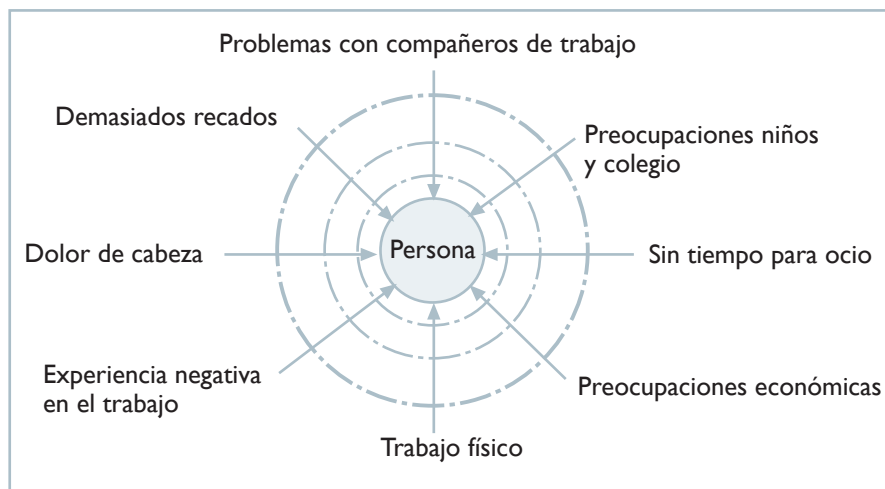 Problemas con compañeros de trabajo
Demasiados recados
Preocupaciones niños
y colegio
Dolor de cabeza
Persona
Sin tiempo para ocio
Experiencia negativa
en el trabajo
Preocupaciones económicas
Trabajo físico